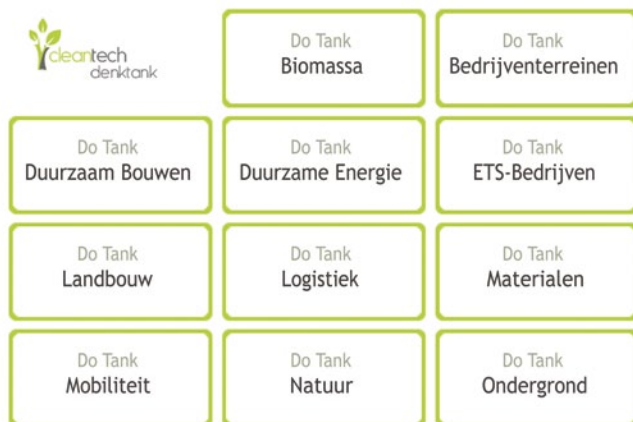 cleantech
denktank
Do Tank
Biomassa
Do Tank
Bedrijventerreinen
Do Tank
Duurzaam Bouwen
Do Tank
Duurzame Energie
Do Tank
ETS-Bedrijven
Do Tank
Landbouw
Do Tank
Logistiek
Do Tank
Materialen
Do Tank
Mobiliteit
Do Tank
Natuur
Do Tank
Ondergrond